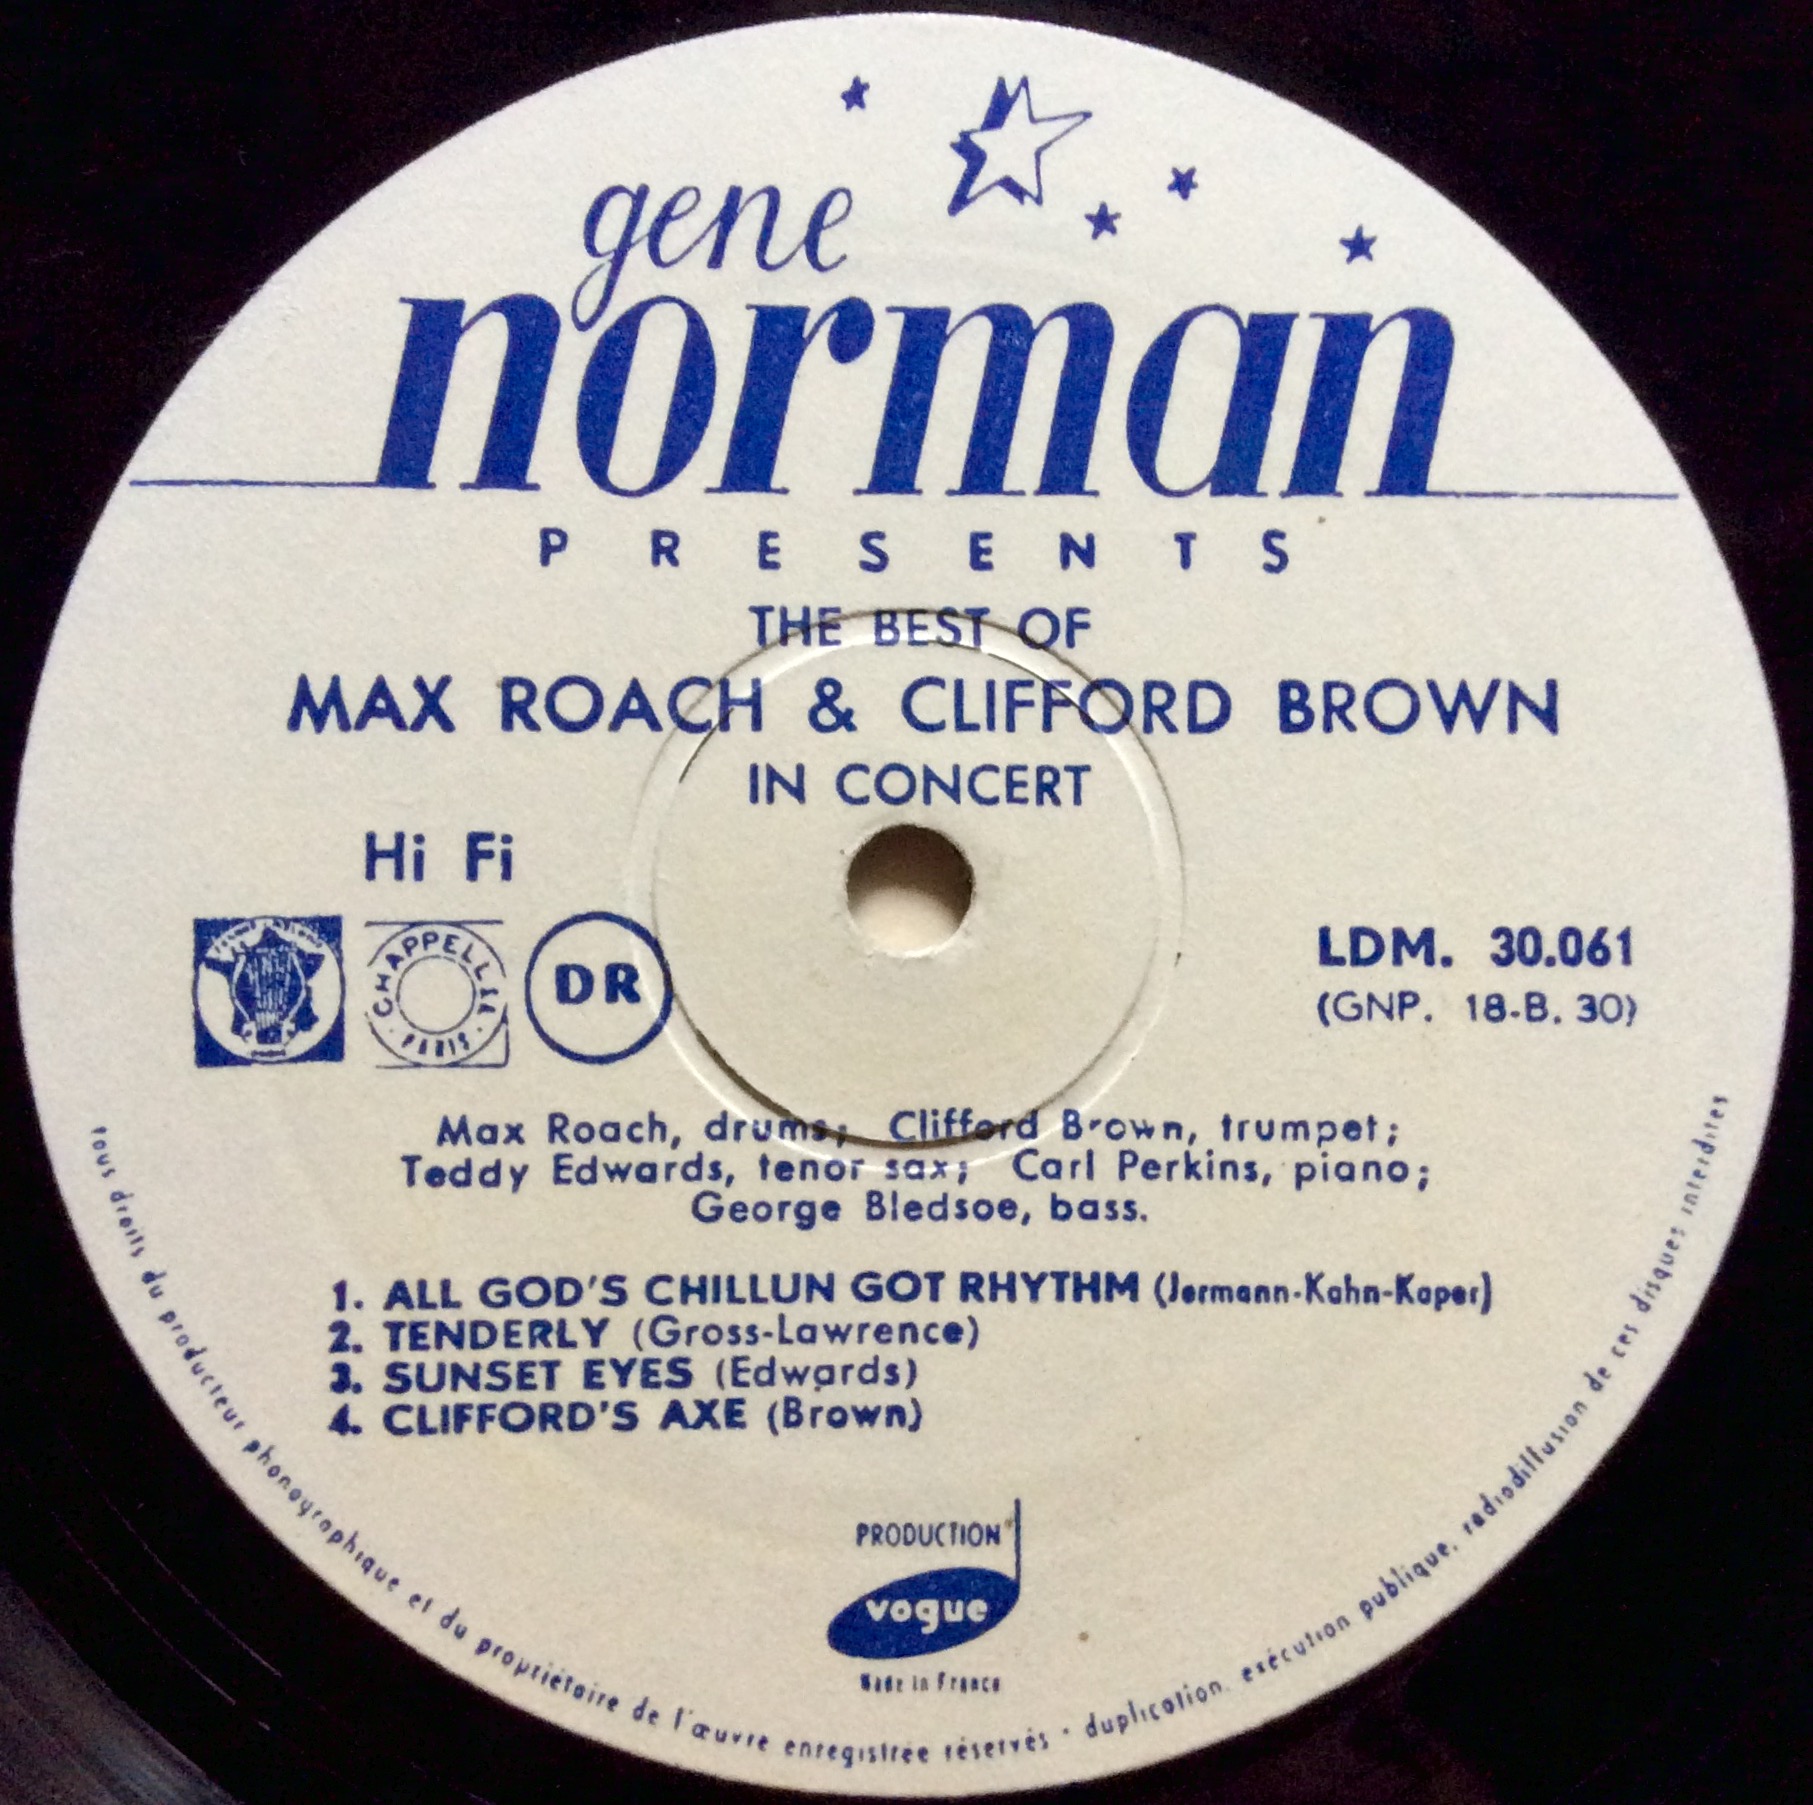 gene
norman
PRESENTS
THE BEST OF
MAX ROACH & CLIFFORD BROWN
IN CONCERT
Hi Fi
CHAPPELL
PARIS
DR
LDM. 30.061
(GNP. 18-B. 30)
Max Roach, drums; Clifford Brown, trumpet;
Teddy Edwards, tenor sax; Carl Perkins, piano;
George Bledsoe, bass.
1. ALL GOD'S CHILLUN GOT RHYTHM (Jermann-Kahn-Kaper)
2. TENDERLY (Gross-Lawrence)
3. SUNSET EYES (Edwards)
4. CLIFFORD'S AXE (Brown)
PRODUCTION
vogue
Made in France
tous droits du producteur phonographique et du propriétaire de l'œuvre enregistrée réservés · duplication, exécution publique, radiodiffusion de ces disques interdites